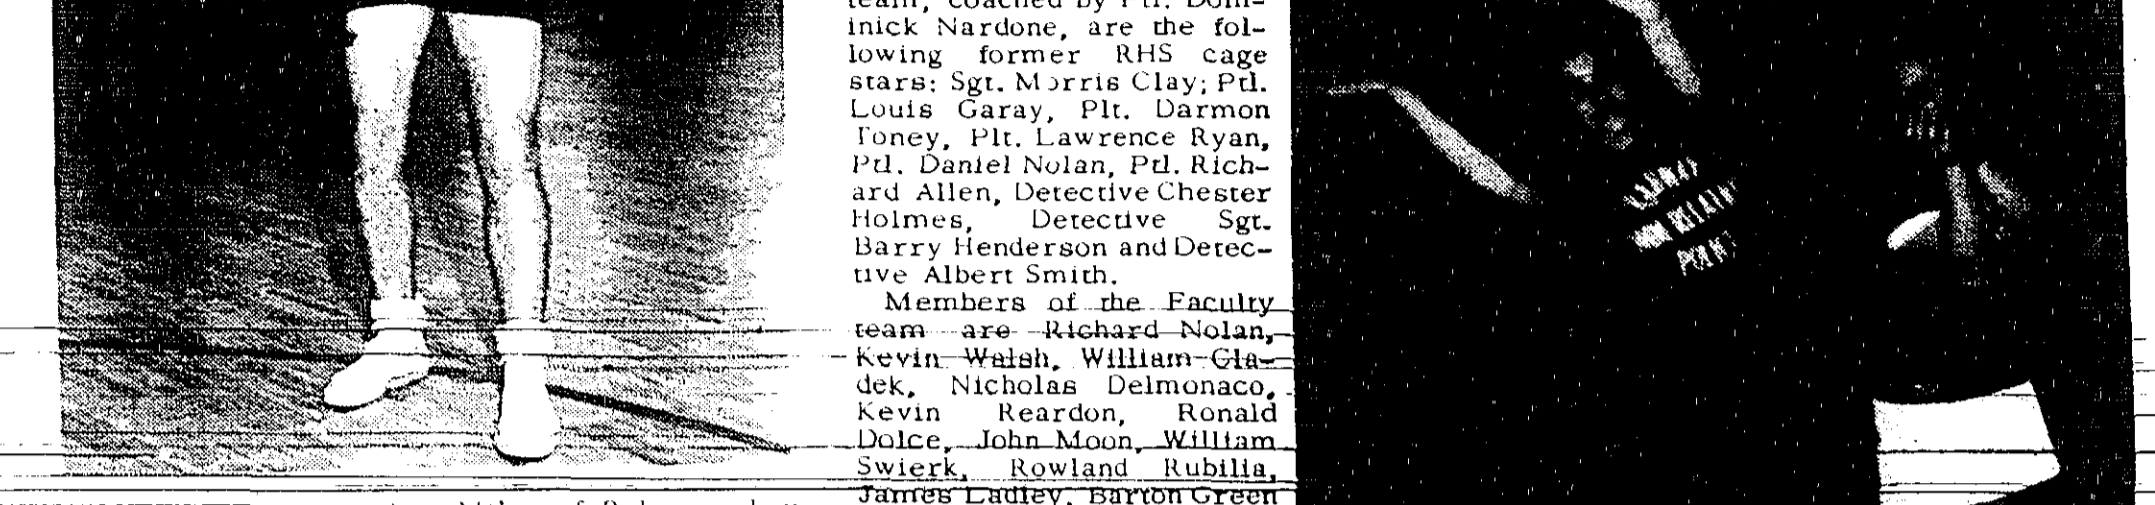 team, coached by Ptl. Dom-
inick Nardone, are the fol-
lowing former RHS cage
stars: Sgt. Morris Clay; Ptl.
Louis Garay, Plt. Darmon
Toney, Plt. Lawrence Ryan,
Ptl. Daniel Nolan, Ptl. Rich-
ard Allen, Detective Chester
Holmes, Detective Sgt.
Barry Henderson and Detec-
tive Albert Smith.
Members of the Faculty
team are Richard Nolan,
Kevin Walsh, William Gla-
dek, Nicholas Delmonaco,
Kevin Reardon, Ronald
Dolce, John Moon, William
Swierk, Rowland Rubilia,
James Ladley, Barton Green